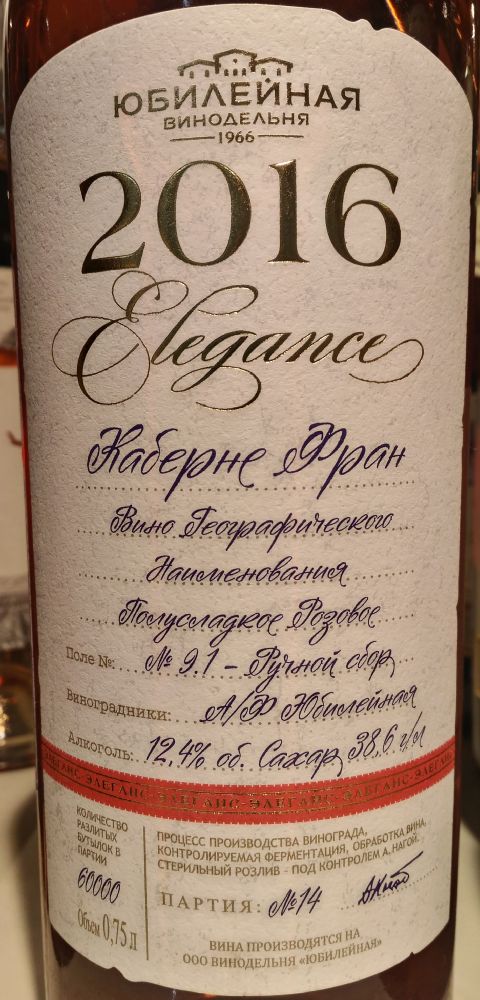 ЮБИЛЕЙНАЯ
ВИНОДЕЛЬНЯ
1966
2016
Elegance
Каберне Фран
Вино Географического
Наименования
Полусладкое Розовое
Поле №: № 9.1 - Ручной сбор
Виноградники: А/Ф Юбилейная
Алкоголь: 12,4% об. Сахар 38,6 г/л
ЭЛЕГАНС·ЭЛЕГАНС·ЭЛЕГАНС·ЭЛЕГАНС·ЭЛЕГАН
КОЛИЧЕСТВО
РАЗЛИТЫХ
БУТЫЛОК В
ПАРТИИ
60000
Объем 0,75 л
ПРОЦЕСС ПРОИЗВОДСТВА ВИНОГРАДА,
КОНТРОЛИРУЕМАЯ ФЕРМЕНТАЦИЯ, ОБРАБОТКА ВИНА,
СТЕРИЛЬНЫЙ РОЗЛИВ - ПОД КОНТРОЛЕМ А.НАГОЙ.
ПАРТИЯ: №14
ВИНА ПРОИЗВОДЯТСЯ НА
ООО ВИНОДЕЛЬНЯ «ЮБИЛЕЙНАЯ»